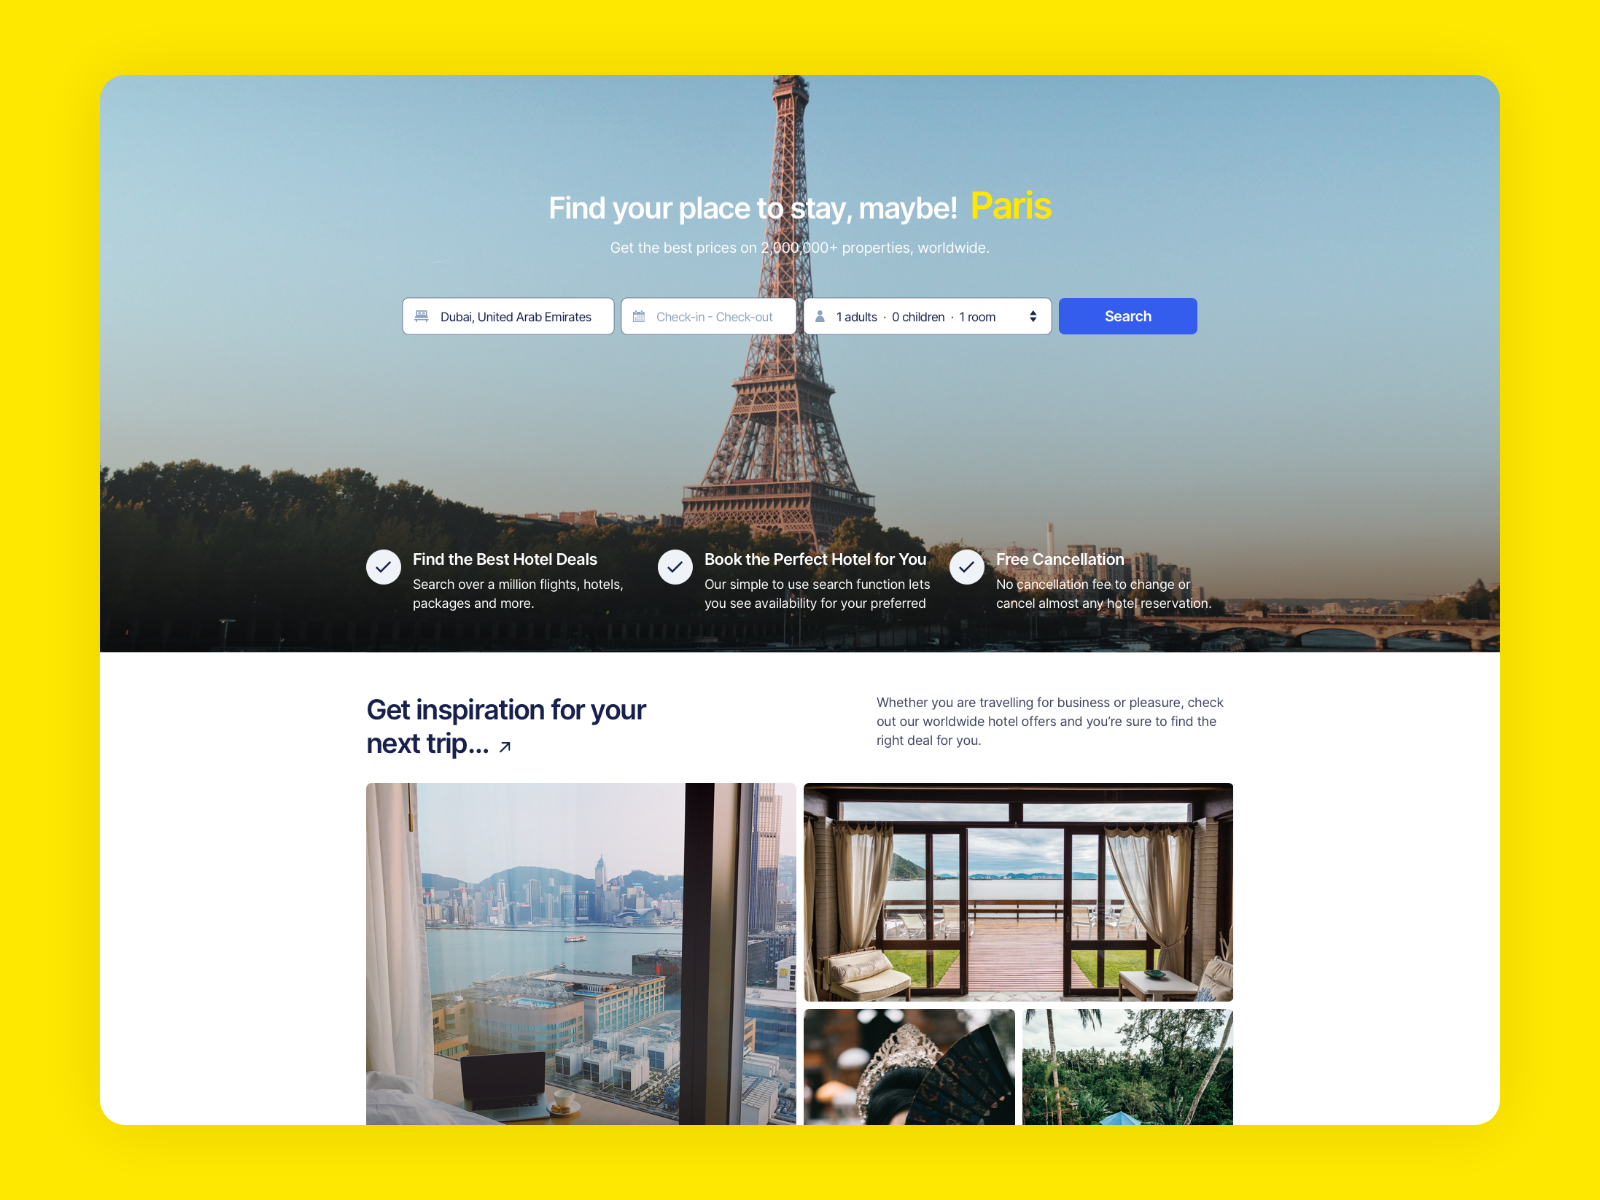 Find your place to stay, maybe! Paris
Get the best prices on 2,000,000+ properties, worldwide.
Dubai, United Arab Emirates
Check-in - Check-out
1 adults · 0 children · 1 room
Search
Find the Best Hotel Deals
Search over a million flights, hotels,
packages and more.
Book the Perfect Hotel for You
Our simple to use search function lets
you see availability for your preferred
Free Cancellation
No cancellation fee to change or
cancel almost any hotel reservation.
Get inspiration for your
next trip...
Whether you are travelling for business or pleasure, check
out our worldwide hotel offers and you’re sure to find the
right deal for you.